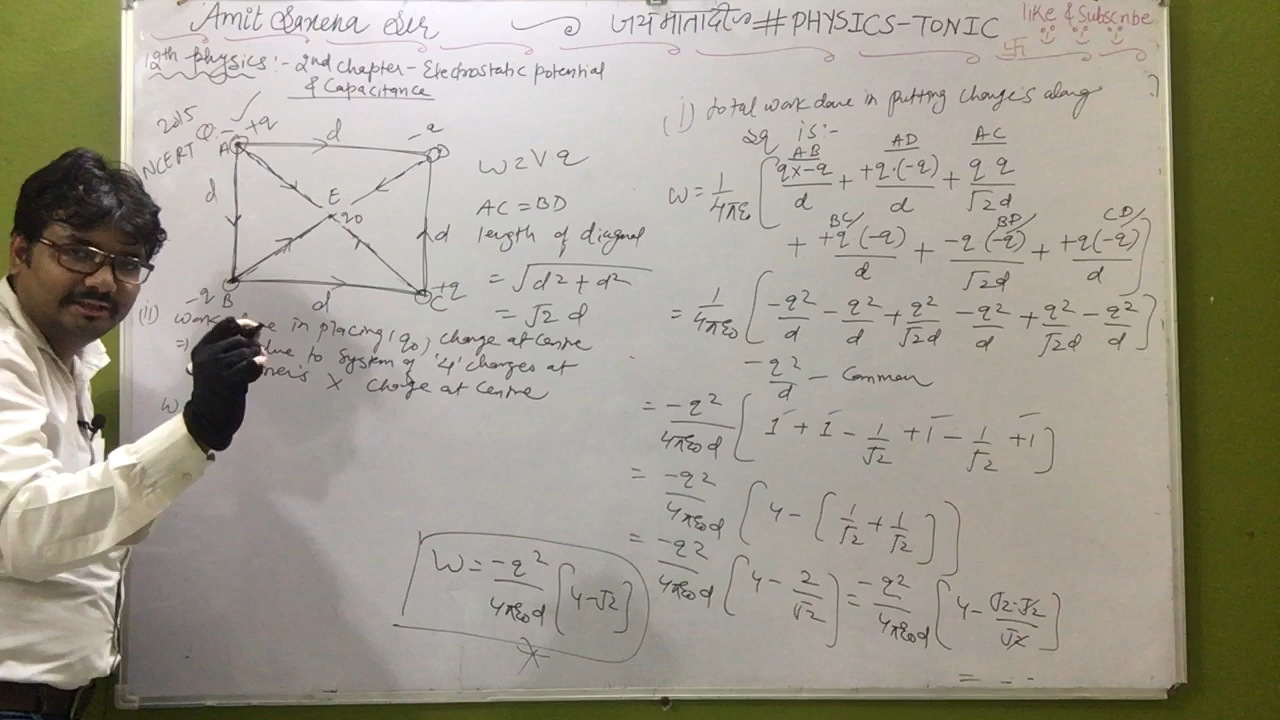 Amit Saxena Sir जय माता दी # PHYSICS-TONIC like & Subscribe
12th physics :- 2nd chapter - Electrostatic potential
& Capacitance
2015
NCERT Q:-
+q d -q
A
d E q0 d
-q B d +q C
W = Vq
AC = BD
length of diagonal
= √d2 + d2
= √2 d
(ii) work in placing (q0) charge at centre
⇒ due to system of '4' charges at
X charge at centre
W
(i) total work done in putting charges along
sq is :-
AB AD AC
W = 1/4πε [ q×-q/d + +q.(-q)/d + q q/√2d
BC BD CD
+ +q(-q)/d + -q(-q)/√2d + +q(-q)/d ]
= 1/4πε0 [ -q2/d - q2/d + q2/√2d - q2/d + q2/√2d - q2/d ]
-q2/d - Common
= -q2/4πε0d [ 1 + 1 - 1/√2 + 1 - 1/√2 + 1 ]
= -q2/4πε0d [ 4 - [ 1/√2 + 1/√2 ] ]
= -q2/4πε0d [ 4 - 2/√2 ] = -q2/4πε0d [ 4 - √2·√2/√2 ]
= - -
W = -q2/4πε0d [ 4-√2 ]